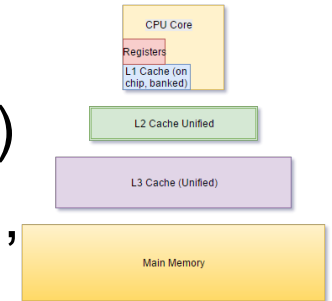 CPU Core
Registers
L1 Cache (on
chip, banked)
)
L2 Cache Unified
L3 Cache (Unified)
,
Main Memory